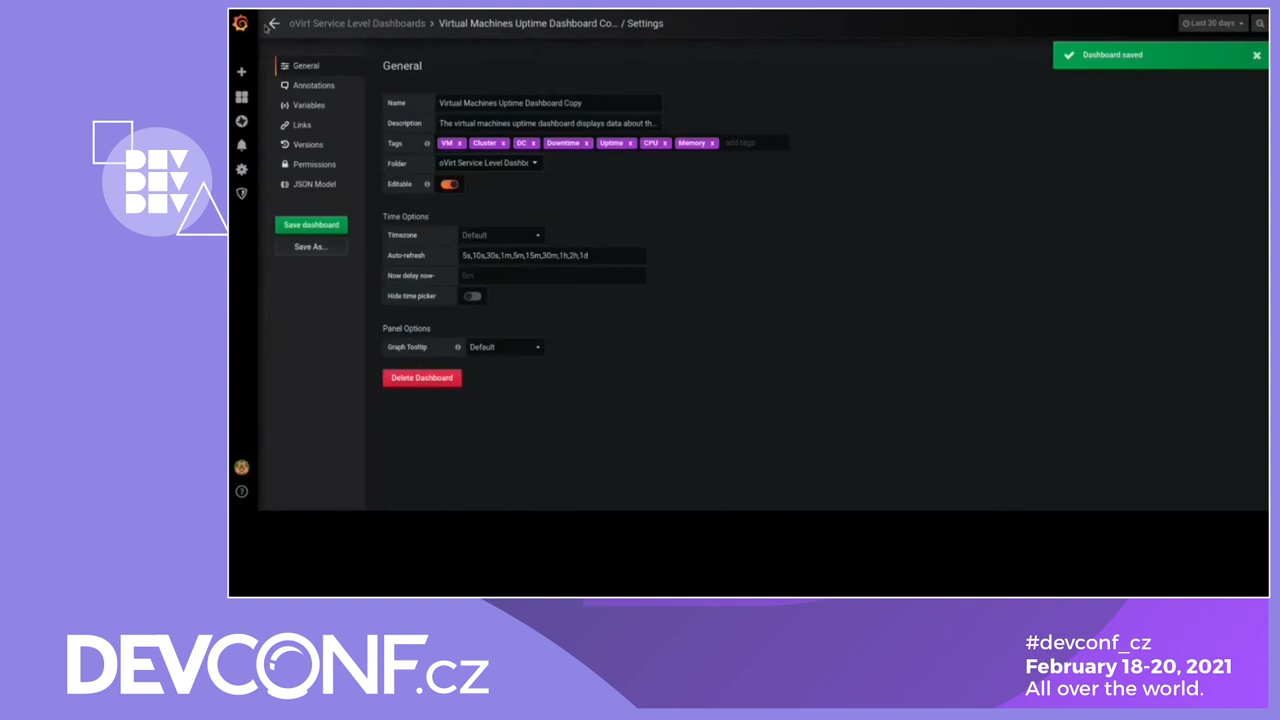 oVirt Service Level Dashboards > Virtual Machines Uptime Dashboard Co... / Settings
Last 30 days
Dashboard saved
General
Annotations
Variables
Links
Versions
Permissions
JSON Model
Save dashboard
Save As...
General
Name Virtual Machines Uptime Dashboard Copy
Description The virtual machines uptime dashboard displays data about th...
Tags VM x Cluster x DC x Downtime x Uptime x CPU x Memory x add tags
Folder oVirt Service Level Dashbo
Editable
Time Options
Timezone Default
Auto-refresh 5s,10s,30s,1m,5m,15m,30m,1h,2h,1d
Now delay now- 0m
Hide time picker
Panel Options
Graph Tooltip Default
Delete Dashboard
DEV
DEV
DEV
DEVCONF.cz
#devconf_cz
February 18-20, 2021
All over the world.